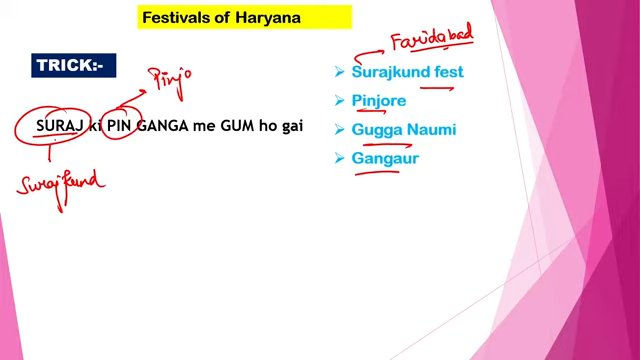 Festivals of Haryana
Faridabad
TRICK:-
Pinjo
Surajkund fest
Pinjore
SURAJ ki PIN GANGA me GUM ho gai
Gugga Naumi
Gangaur
Surajkund